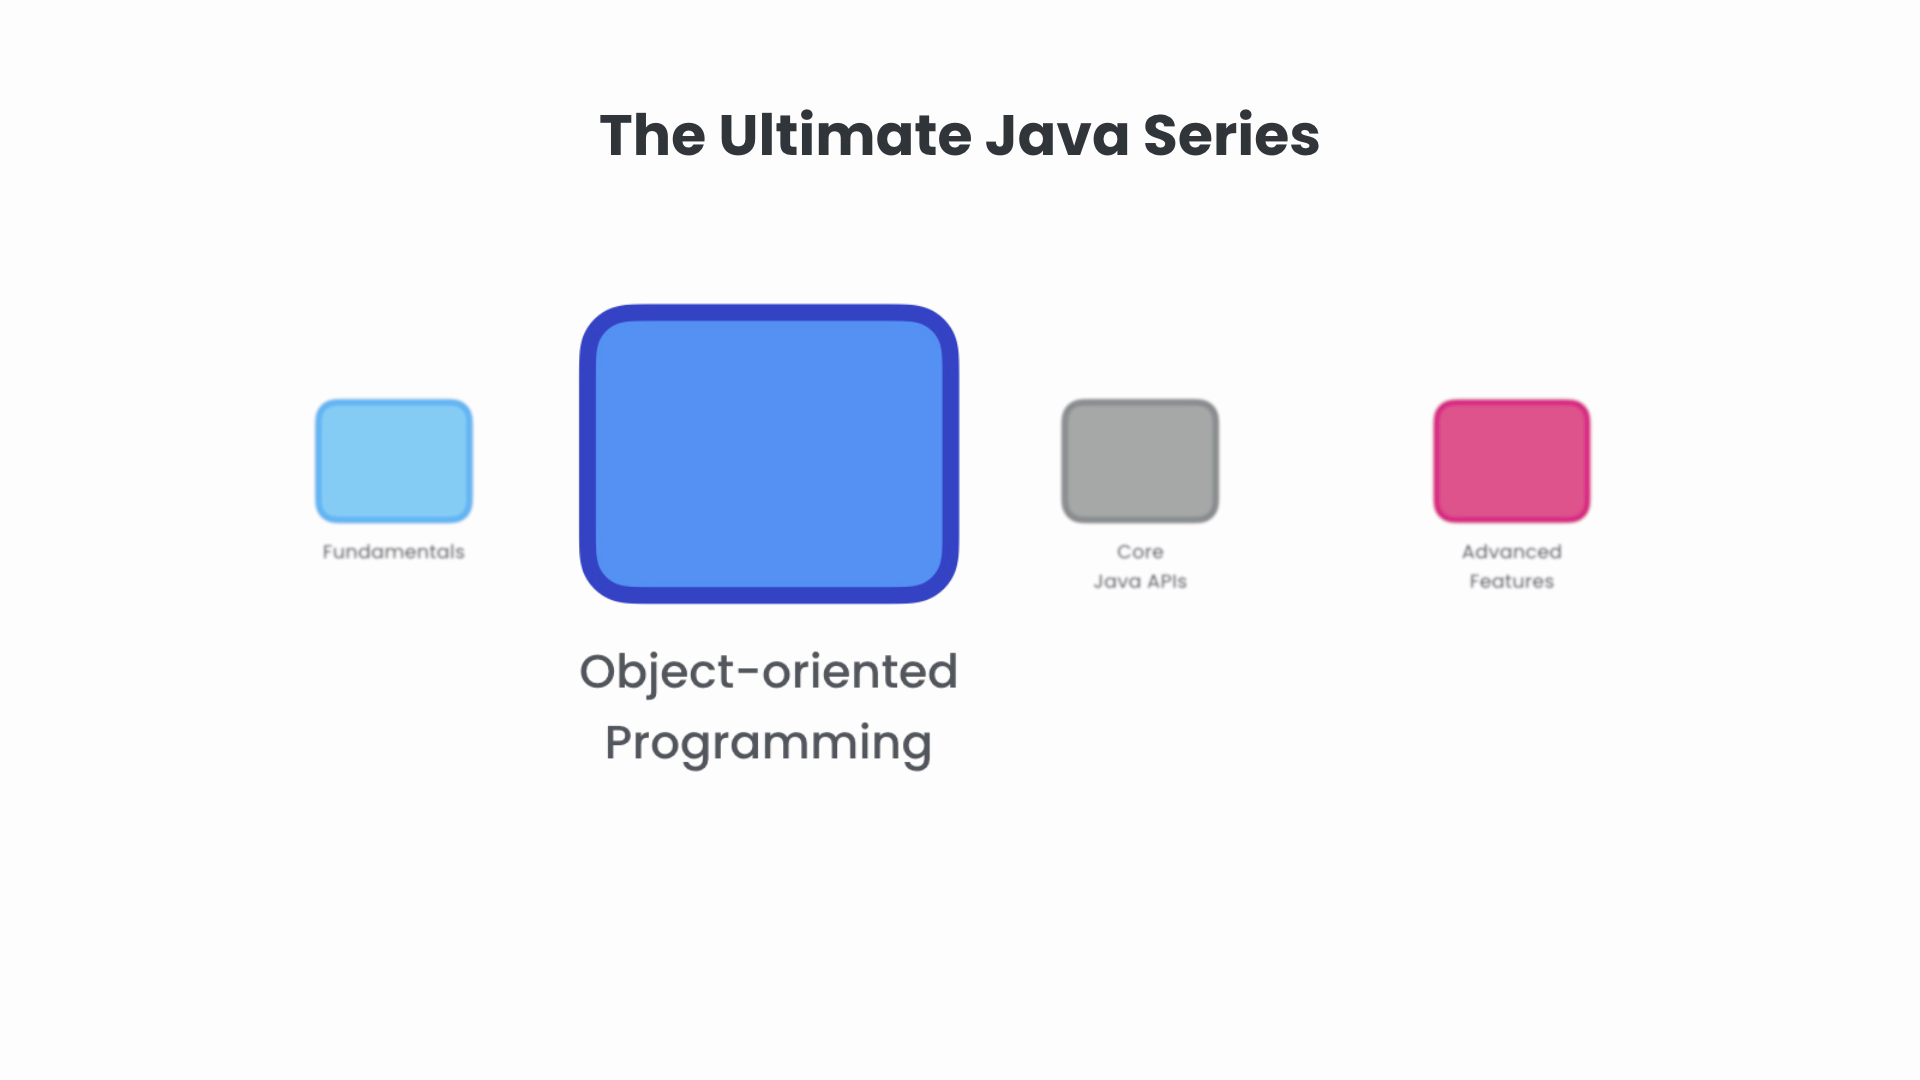 The Ultimate Java Series
Fundamentals
Object-oriented
Programming
Core
Java APIs
Advanced
Features